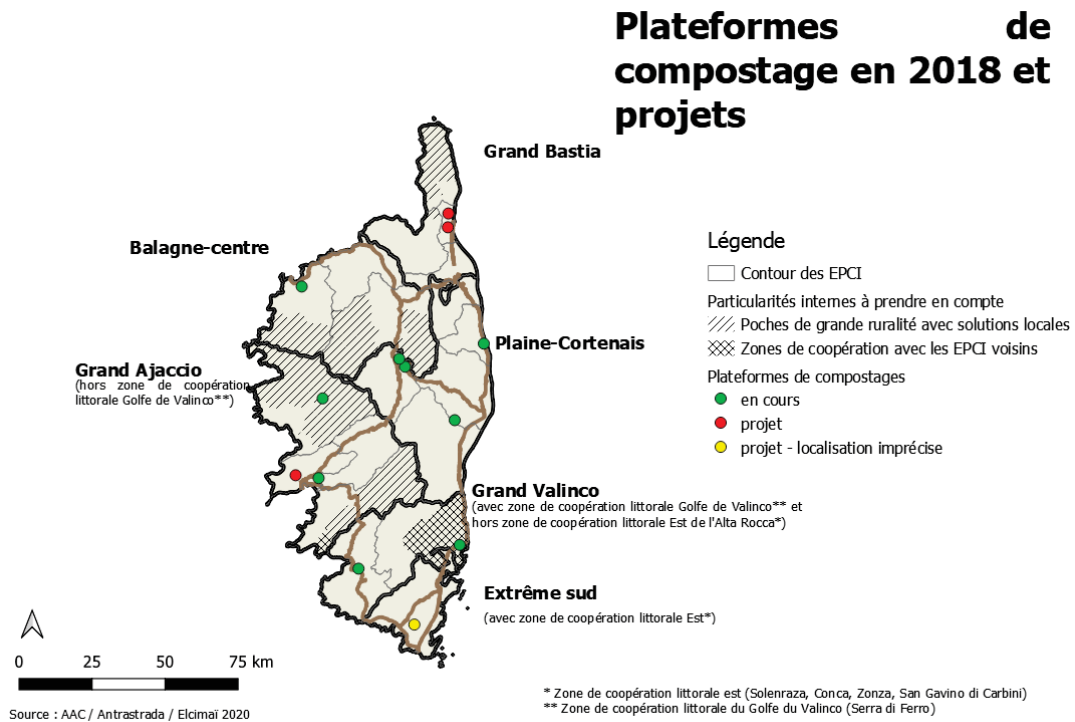 Plateformes de
compostage en 2018 et
projets
Grand Bastia
Balagne-centre
Plaine-Cortenais
Grand Ajaccio
(hors zone de coopération
littorale Golfe de Valinco**)
Grand Valinco
(avec zone de coopération littorale Golfe de Valinco** et
hors zone de coopération littorale Est de l'Alta Rocca*)
Extrême sud
(avec zone de coopération littorale Est*)
Légende
Contour des EPCI
Particularités internes à prendre en compte
Poches de grande ruralité avec solutions locales
Zones de coopération avec les EPCI voisins
Plateformes de compostages
en cours
projet
projet - localisation imprécise
0 25 50 75 km
Source : AAC / Antrastrada / Elcimaï 2020
* Zone de coopération littorale est (Solenraza, Conca, Zonza, San Gavino di Carbini)
** Zone de coopération littorale du Golfe du Valinco (Serra di Ferro)